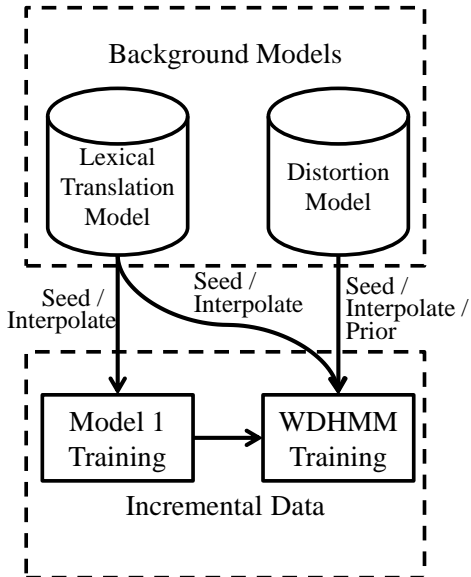 Background Models
Lexical
Translation
Model
Distortion
Model
Seed /
Interpolate
Seed /
Interpolate
Seed /
Interpolate /
Prior
Model 1
Training
WDHMM
Training
Incremental Data